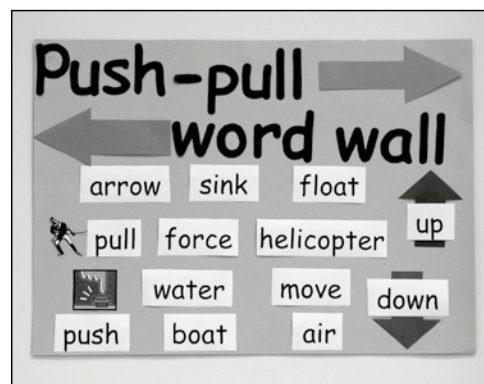 Push-pull
word wall
arrow sink float
pull force helicopter up
water move down
push boat air